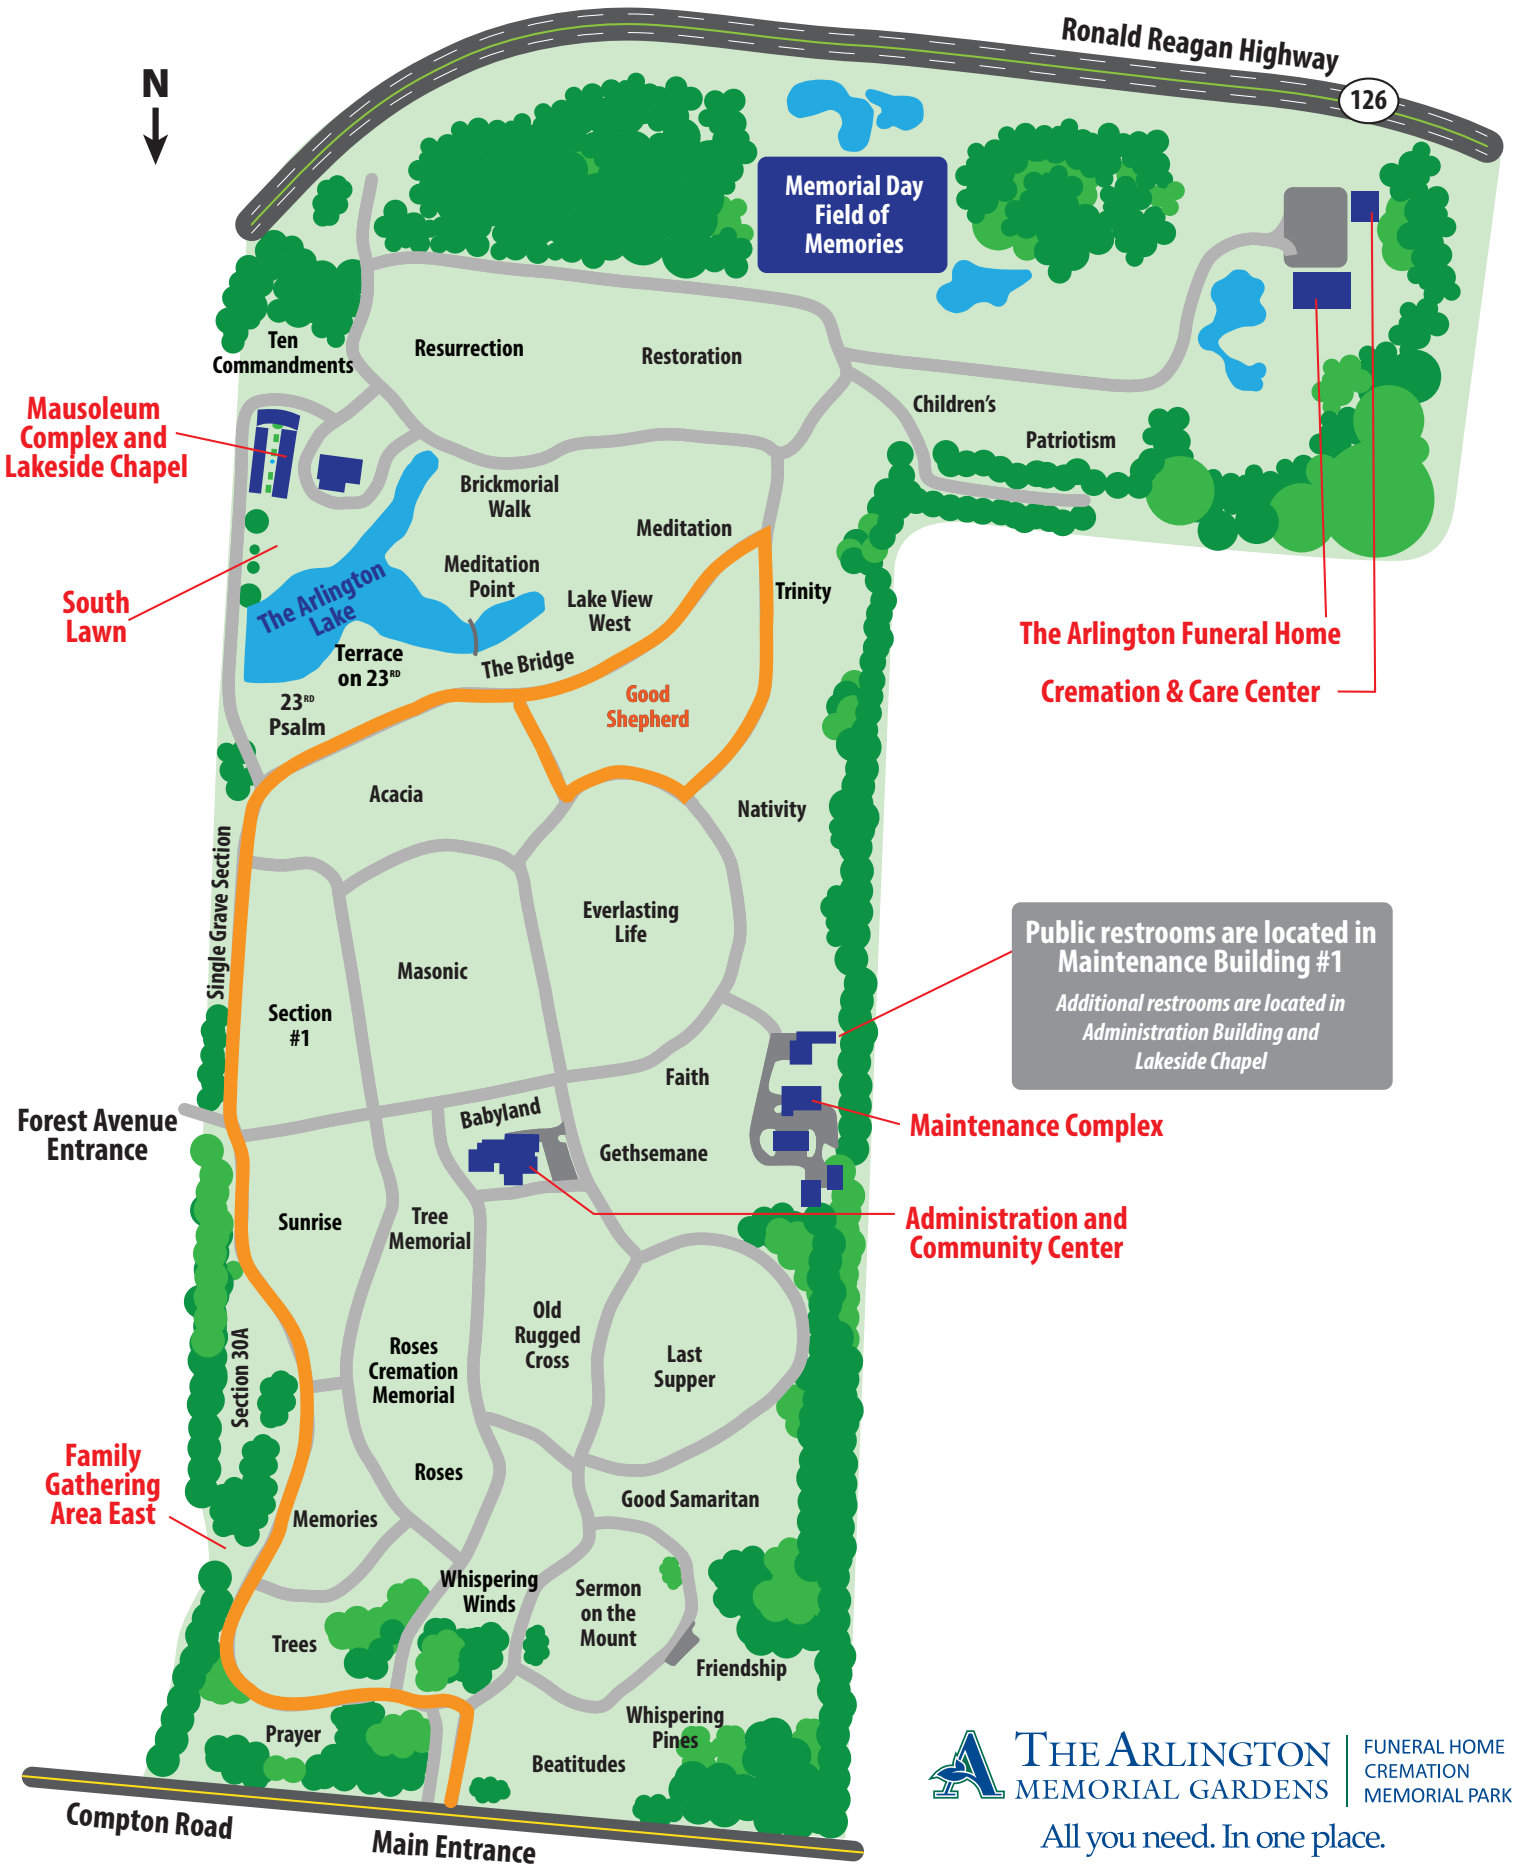 Ronald Reagan Highway
126
N
Memorial Day
Field of
Memories
Ten
Commandments
Resurrection
Restoration
Children's
Patriotism
Mausoleum
Complex and
Lakeside Chapel
Brickmorial
Walk
Meditation
Meditation
Point
The Arlington
Lake
South
Lawn
Lake View
West
Trinity
The Arlington Funeral Home
Cremation & Care Center
Terrace
on 23RD
The Bridge
23RD
Psalm
Good
Shepherd
Acacia
Nativity
Single Grave Section
Everlasting
Life
Masonic
Section
#1
Public restrooms are located in
Maintenance Building #1
Additional restrooms are located in
Administration Building and
Lakeside Chapel
Faith
Babyland
Forest Avenue
Entrance
Maintenance Complex
Gethsemane
Sunrise
Tree
Memorial
Administration and
Community Center
Old
Rugged
Cross
Roses
Cremation
Memorial
Last
Supper
Section 30A
Family
Gathering
Area East
Roses
Good Samaritan
Memories
Whispering
Winds
Sermon
on the
Mount
Trees
Friendship
Whispering
Pines
Prayer
Beatitudes
Compton Road
Main Entrance
THE ARLINGTON
MEMORIAL GARDENS
FUNERAL HOME
CREMATION
MEMORIAL PARK
All you need. In one place.